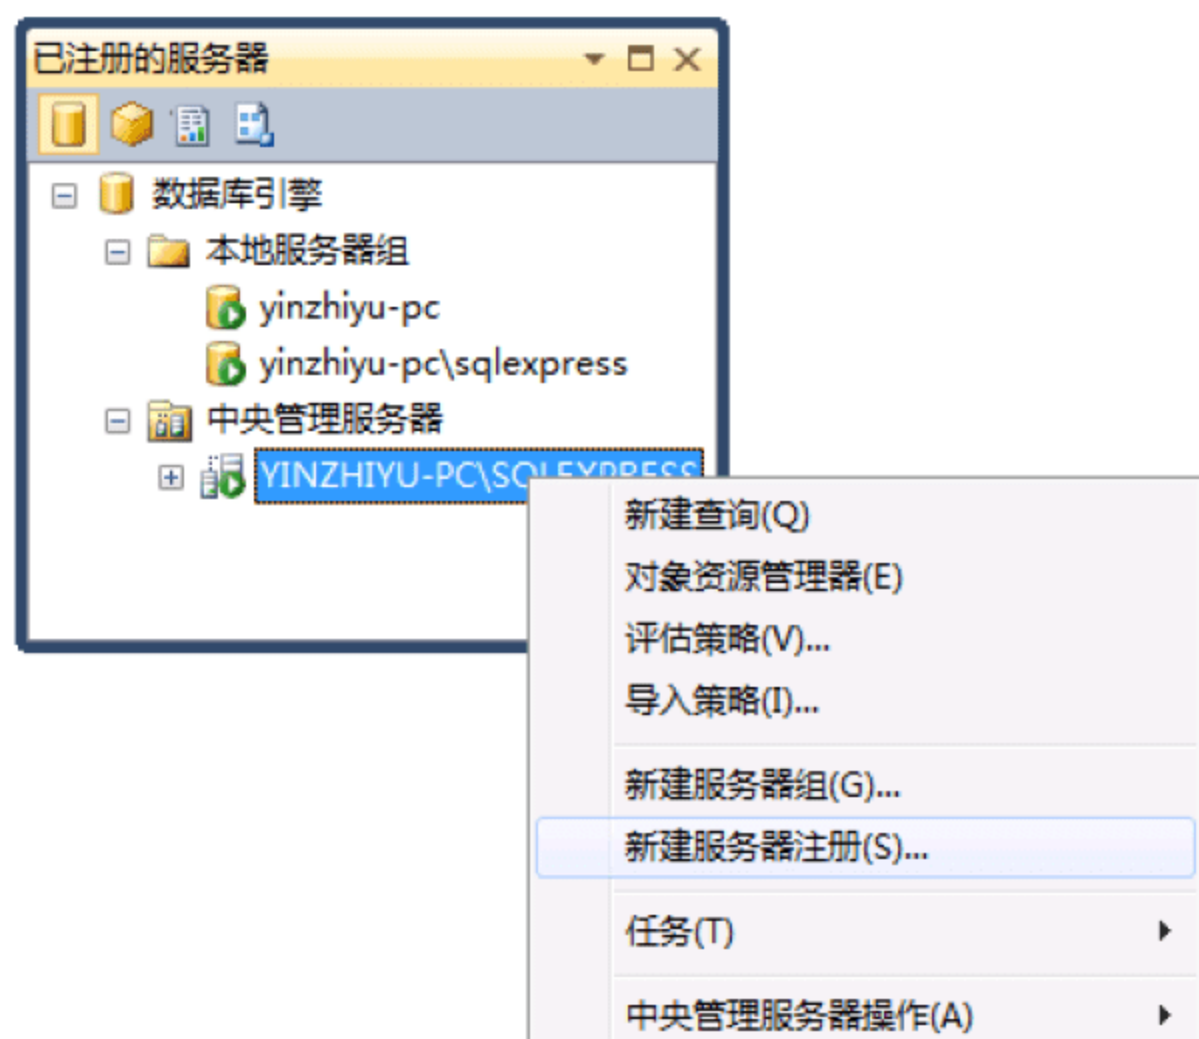 已注册的服务器
数据库引擎
本地服务器组
yinzhiyu-pc
yinzhiyu-pc\sqlexpress
中央管理服务器
YINZHIYU-PC\SQLEXPRESS
新建查询(Q)
对象资源管理器(E)
评估策略(V)...
导入策略(I)...
新建服务器组(G)...
新建服务器注册(S)...
任务(T)
中央管理服务器操作(A)